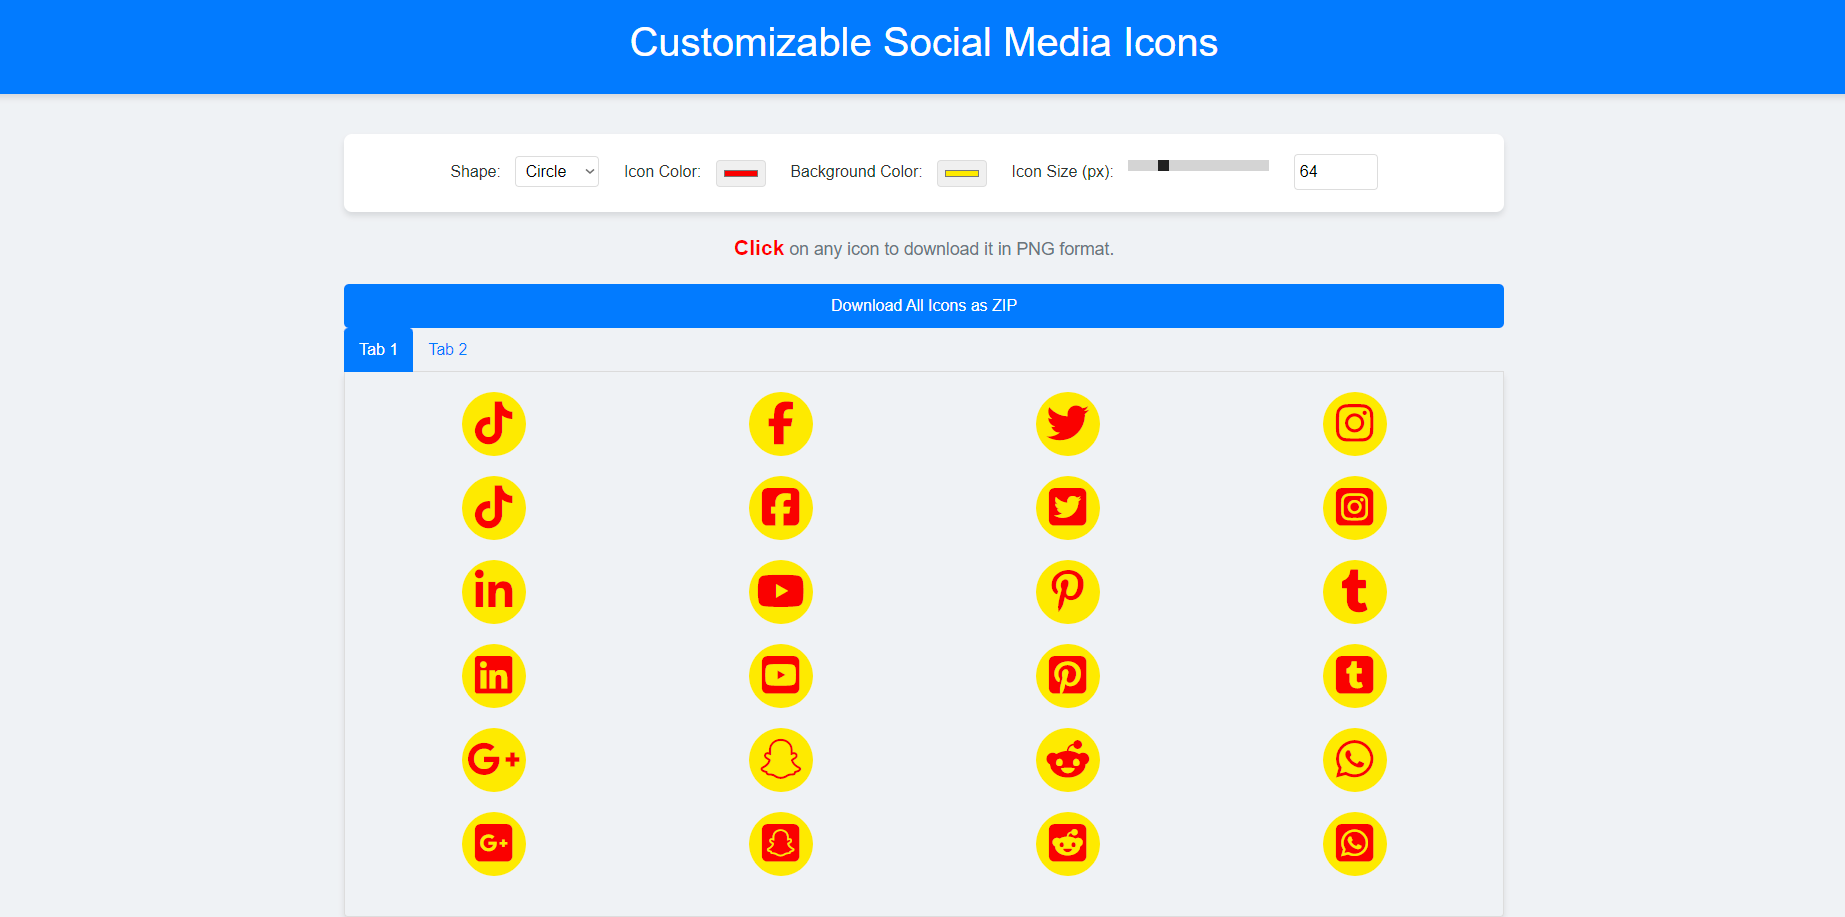 Customizable Social Media Icons
Shape: Circle Icon Color: Background Color: Icon Size (px): 64
Click on any icon to download it in PNG format.
Download All Icons as ZIP
Tab 1 Tab 2